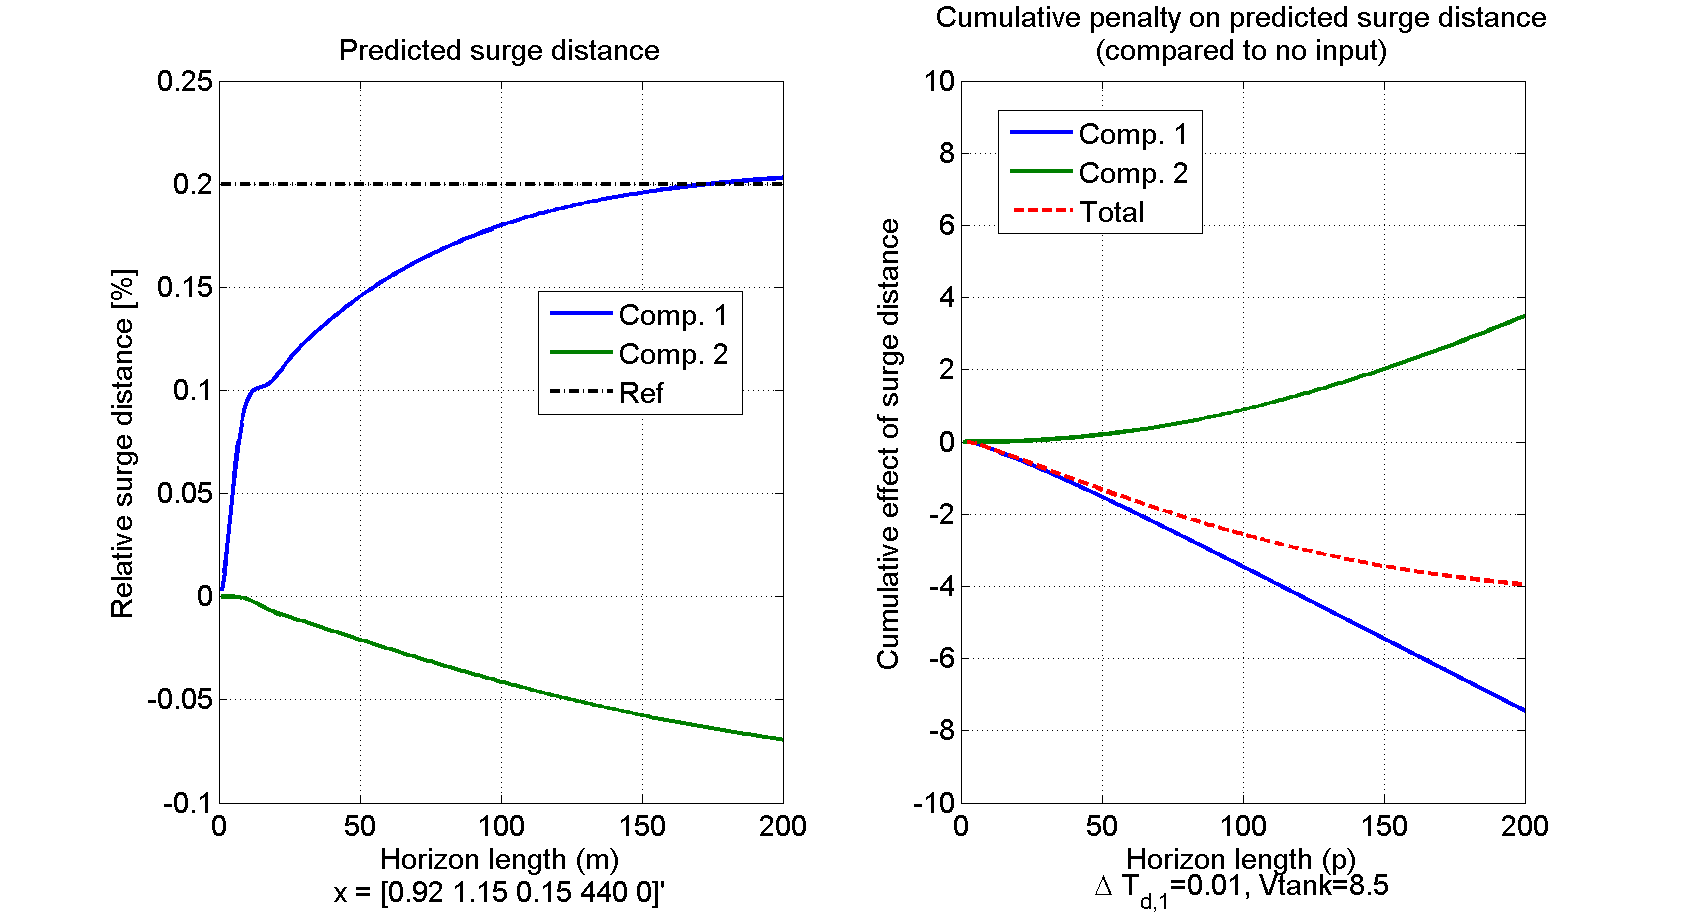 Predicted surge distance
0.25
0.2
0.15
0.1
0.05
0
-0.05
-0.1
Relative surge distance [%]
Comp. 1
Comp. 2
Ref
0 50 100 150 200
Horizon length (m)
x = [0.92 1.15 0.15 440 0]'
Cumulative penalty on predicted surge distance
(compared to no input)
10
8
6
4
2
0
-2
-4
-6
-8
-10
Cumulative effect of surge distance
Comp. 1
Comp. 2
Total
0 50 100 150 200
Horizon length (p)
Δ T_d,1=0.01, Vtank=8.5